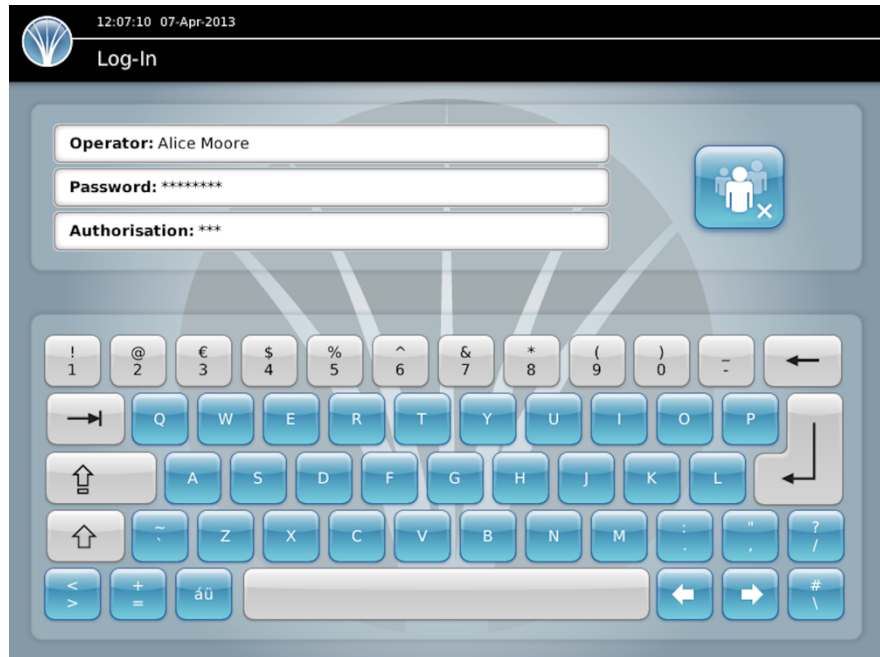 12:07:10 07-Apr-2013
Log-In
Operator: Alice Moore
Password: ********
Authorisation: ***
! @ € $ % ^ & * ( ) _
1 2 3 4 5 6 7 8 9 0 -
Q W E R T Y U I O P
A S D F G H J K L
~ Z X C V B N M : " ?
` . , /
< + áü #
> = \